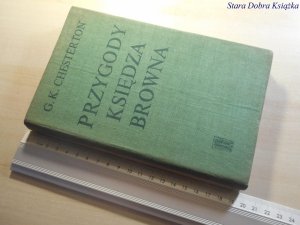 Stara Dobra Książka
G. K. CHESTERTON
PRZYGODY
KSIĘDZA
BROWNA